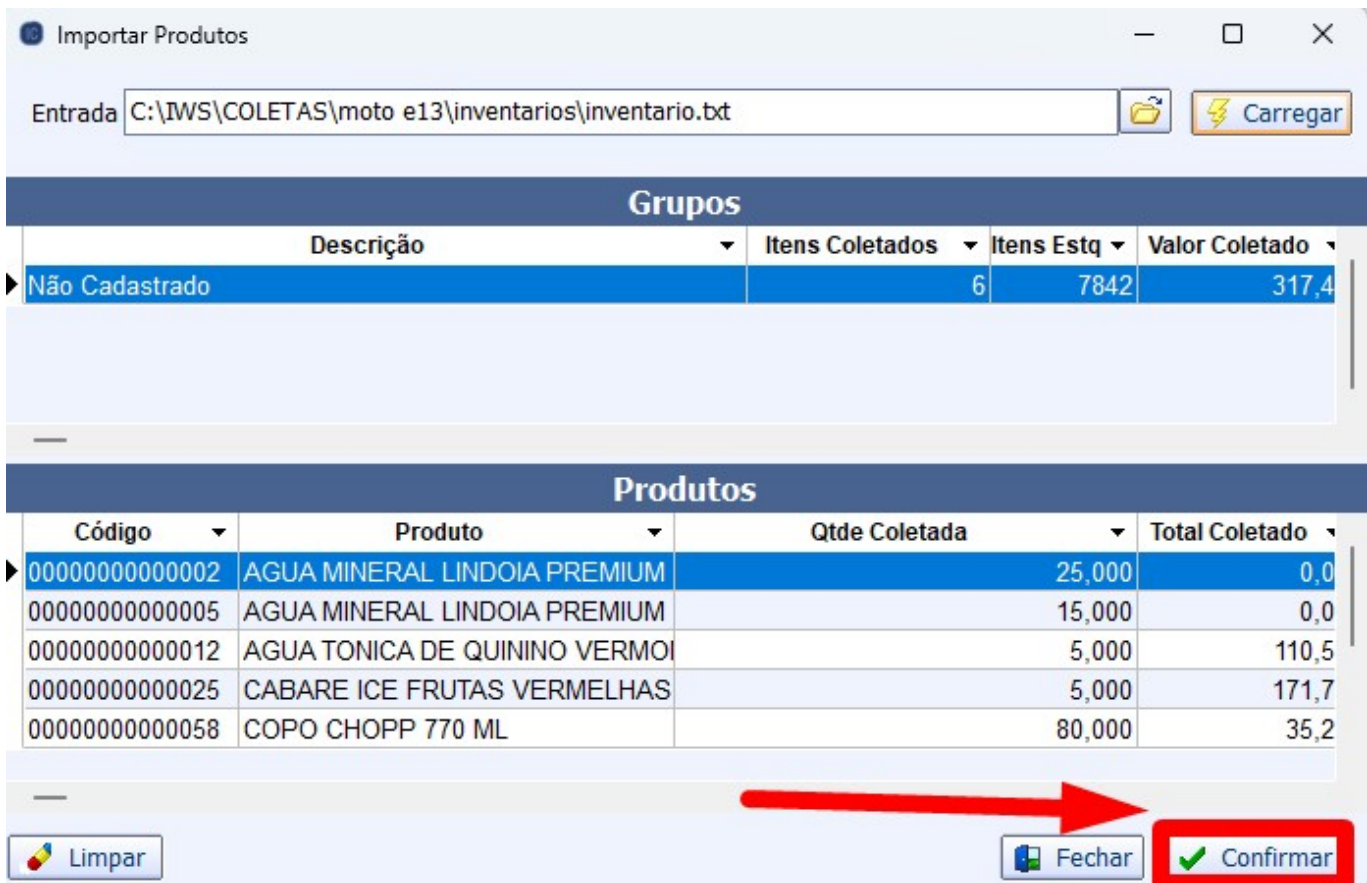 Importar Produtos
Entrada C:\IWS\COLETAS\moto e13\inventarios\inventario.txt Carregar
Grupos
Descrição Itens Coletados Itens Estq Valor Coletado
Não Cadastrado 6 7842 317,4
Produtos
Código Produto Qtde Coletada Total Coletado
00000000000002 AGUA MINERAL LINDOIA PREMIUM 25,000 0,0
00000000000005 AGUA MINERAL LINDOIA PREMIUM 15,000 0,0
00000000000012 AGUA TONICA DE QUININO VERMO 5,000 110,5
00000000000025 CABARE ICE FRUTAS VERMELHAS 5,000 171,7
00000000000058 COPO CHOPP 770 ML 80,000 35,2
Limpar Fechar Confirmar